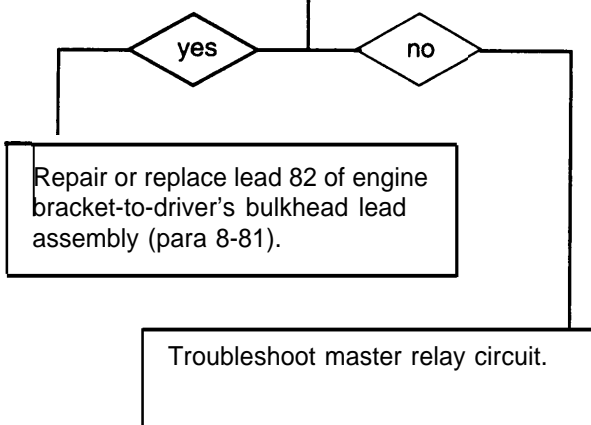 yes
no
Repair or replace lead 82 of engine
bracket-to-driver's bulkhead lead
assembly (para 8-81).
Troubleshoot master relay circuit.